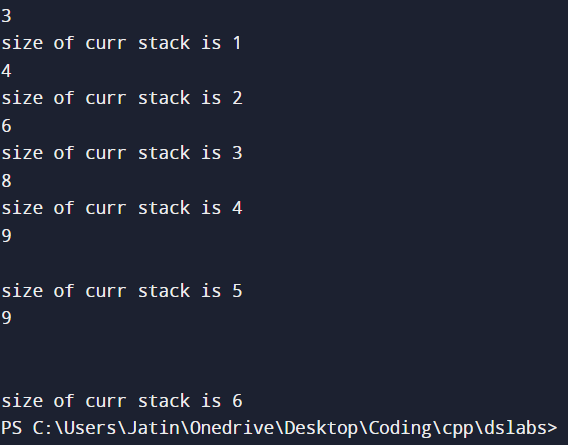 3
size of curr stack is 1
4
size of curr stack is 2
6
size of curr stack is 3
8
size of curr stack is 4
9
size of curr stack is 5
9
size of curr stack is 6
PS C:\Users\Jatin\Onedrive\Desktop\Coding\cpp\dslabs>